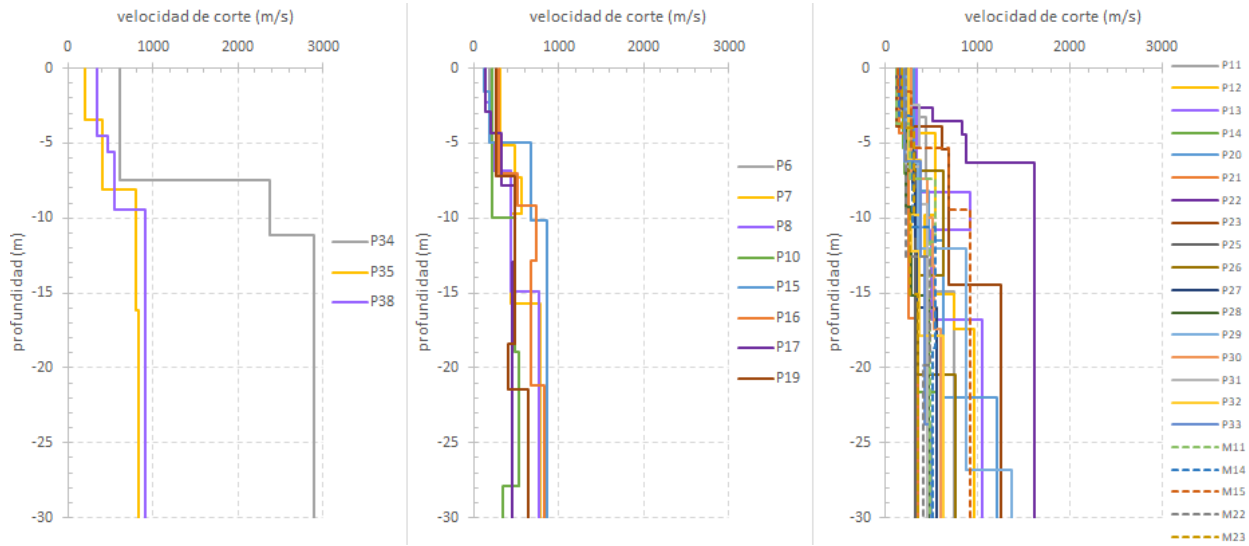 velocidad de corte (m/s)
0 1000 2000 3000
0
-5
-10
-15
-20
-25
-30
profundidad (m)
P34
P35
P38
velocidad de corte (m/s)
0 1000 2000 3000
0
-5
-10
-15
-20
-25
-30
profundidad (m)
P6
P7
P8
P10
P15
P16
P17
P19
velocidad de corte (m/s)
0 1000 2000 3000
0
-5
-10
-15
-20
-25
-30
profundidad (m)
P11
P12
P13
P14
P20
P21
P22
P23
P25
P26
P27
P28
P29
P30
P31
P32
P33
M11
M14
M15
M22
M23